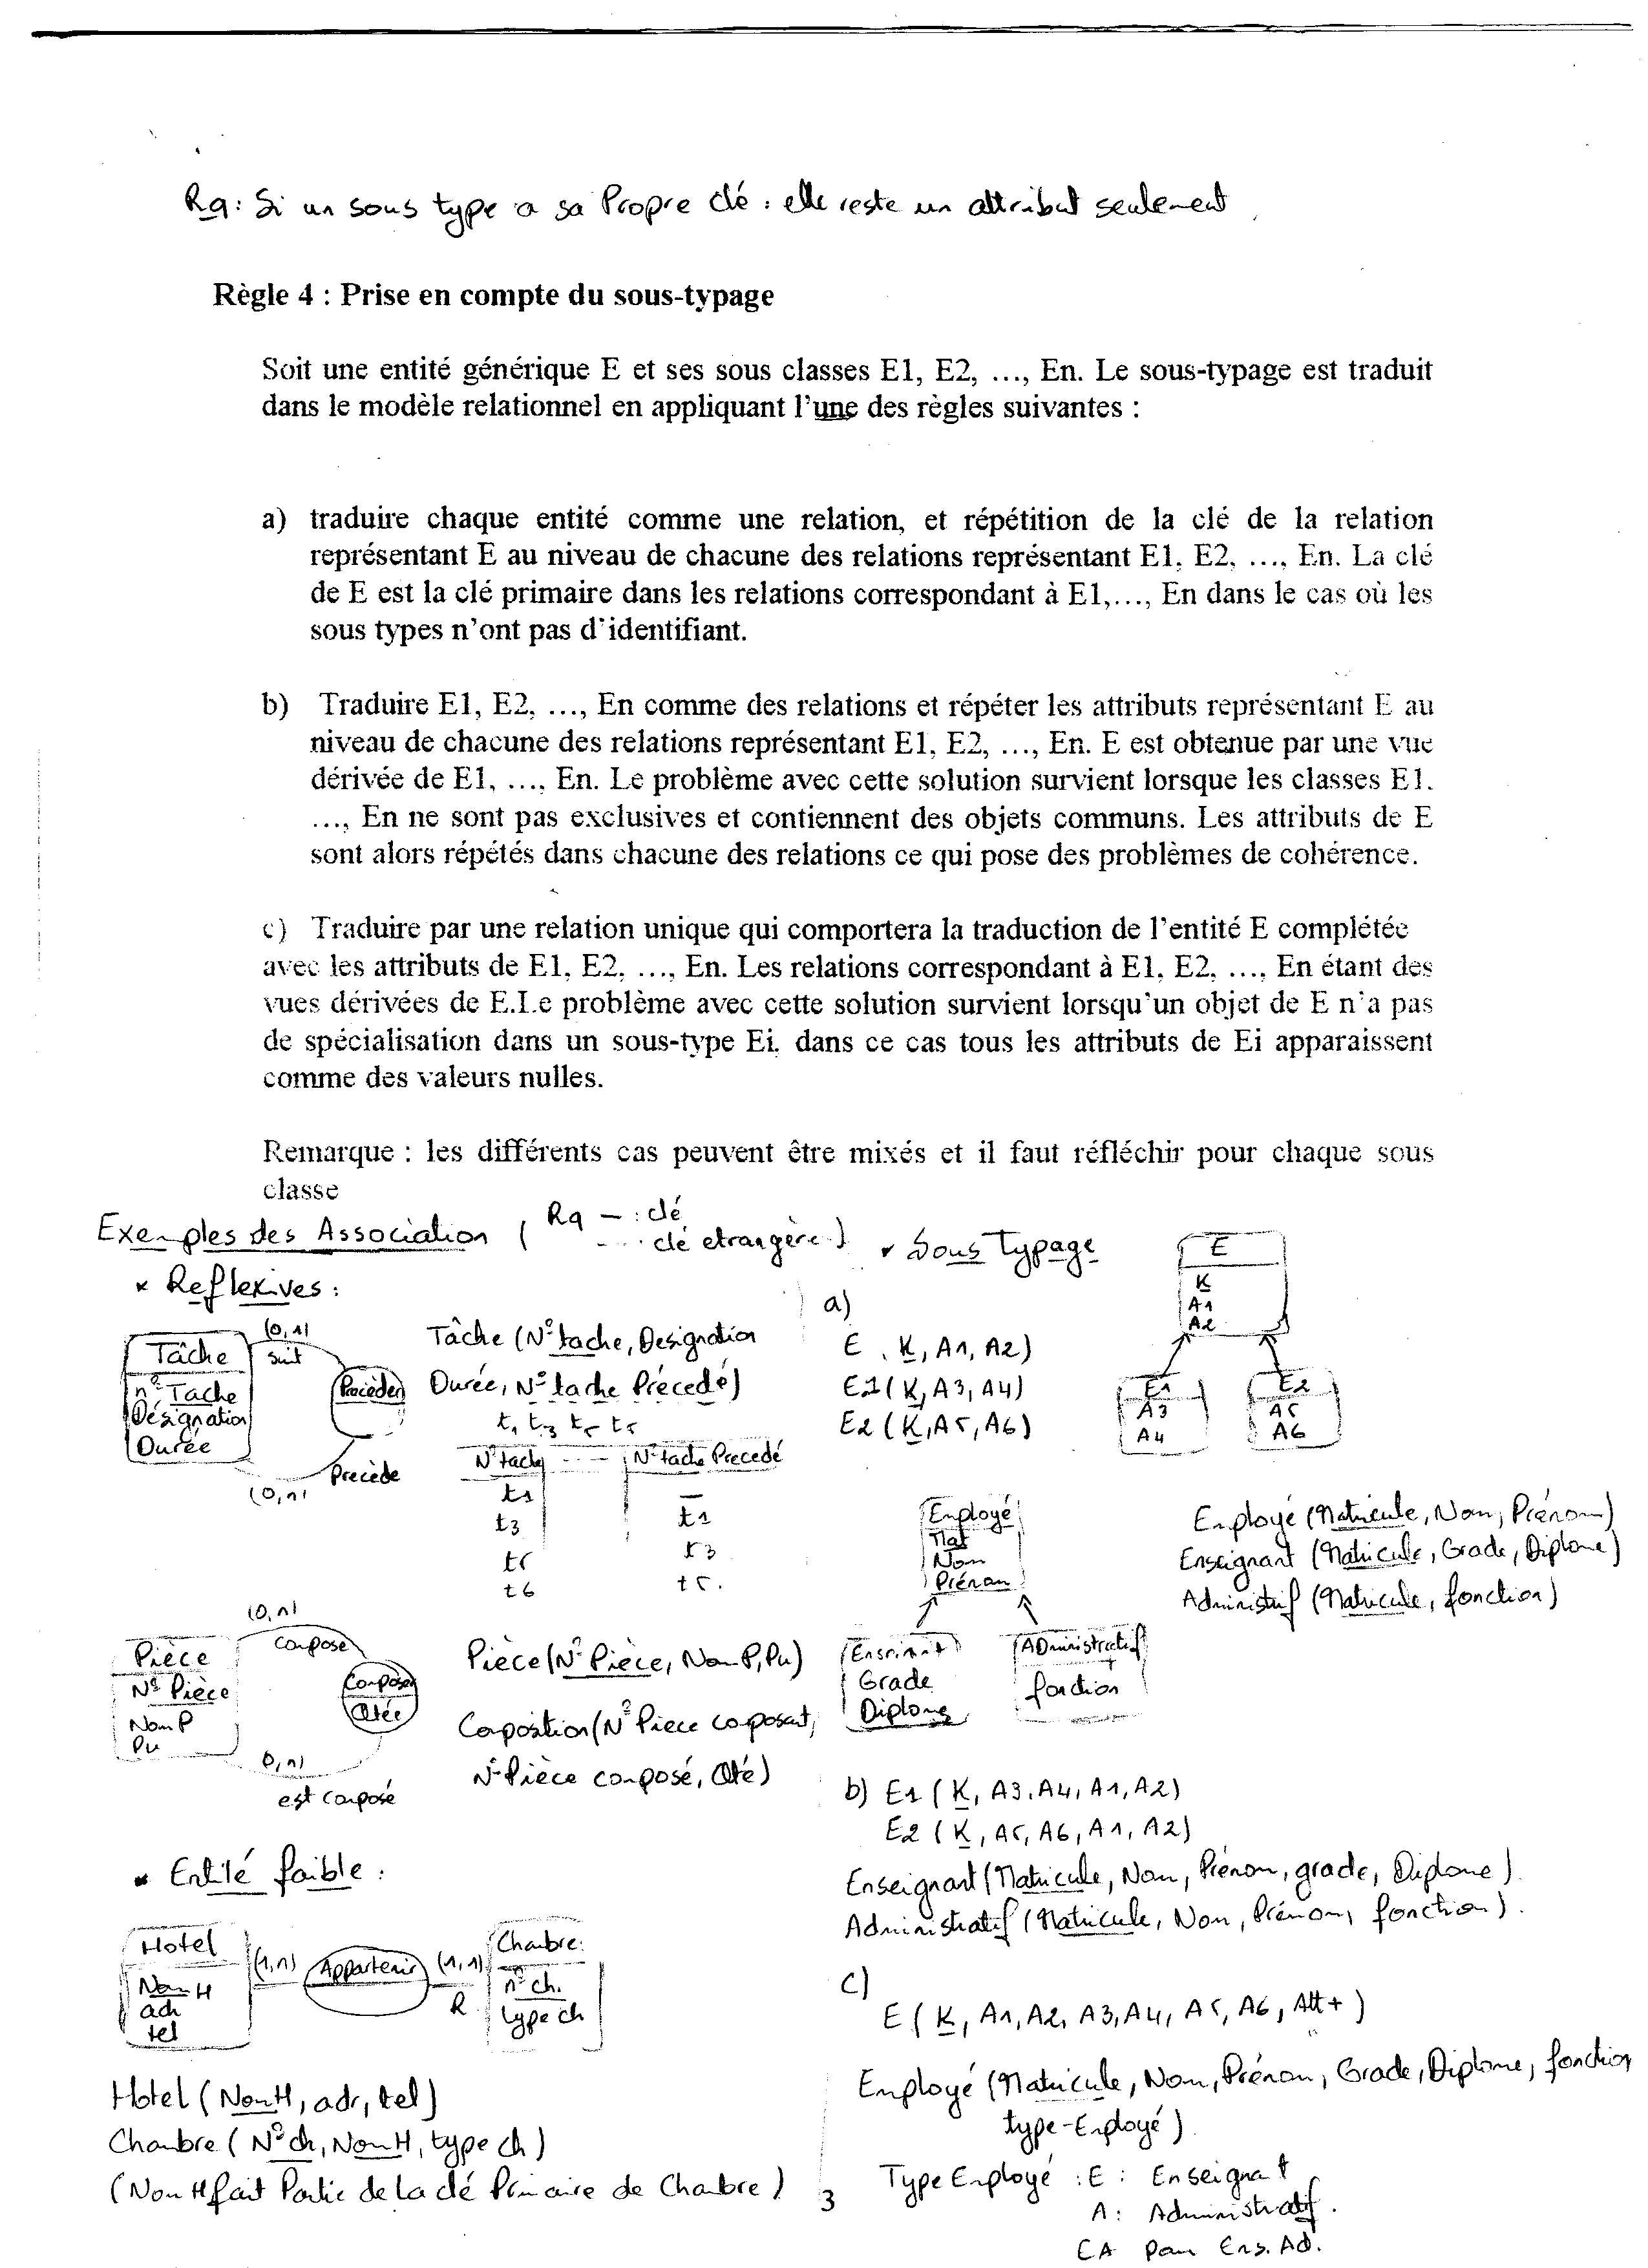 Rq: Si un sous type a sa Propre clé : elle reste un attribut seulement
Règle 4 : Prise en compte du sous-typage
Soit une entité générique E et ses sous classes E1, E2, …, En. Le sous-typage est traduit
dans le modèle relationnel en appliquant l'une des règles suivantes :
a) traduire chaque entité comme une relation, et répétition de la clé de la relation
représentant E au niveau de chacune des relations représentant E1, E2, …, En. La clé
de E est la clé primaire dans les relations correspondant à E1,…, En dans le cas où les
sous types n'ont pas d'identifiant.
b) Traduire E1, E2, …, En comme des relations et répéter les attributs représentant E au
niveau de chacune des relations représentant E1, E2, …, En. E est obtenue par une vue
dérivée de E1, …, En. Le problème avec cette solution survient lorsque les classes E1.
…, En ne sont pas exclusives et contiennent des objets communs. Les attributs de E
sont alors répétés dans chacune des relations ce qui pose des problèmes de cohérence.
c) Traduire par une relation unique qui comportera la traduction de l'entité E complétée
avec les attributs de E1, E2, …, En. Les relations correspondant à E1, E2, …, En étant des
vues dérivées de E.Le problème avec cette solution survient lorsqu'un objet de E n'a pas
de spécialisation dans un sous-type Ei, dans ce cas tous les attributs de Ei apparaissent
comme des valeurs nulles.
Remarque : les différents cas peuvent être mixés et il faut réfléchir pour chaque sous
classe
Exemples des Association ( Rq — : clé
--- : clé etrangère )
* Reflexives :
Tâche
n° Tache
Désignation
Durée
(0,1)
suit
Précéder
Precède
(0,n)
Tâche (N° tache, Designation
Durée, N° tache Précedé)
t1 t3 t5 t5
N° tache --- N° tache Precedé
t1 —
t3 t1
t5 t3
t6 t5.
Pièce
N° Pièce
NomP
Pu
(0,n)
compose
Composer
Qtée
0,n)
est composé
Pièce (N° Pièce, NomP, Pu)
Composition (N° Piece composant,
N° Pièce composé, Qté)
* Entité faible :
Hotel
NomH
adr
tel
(1,n)
Appartenir
(1,1)
R
Chambre
n° ch.
type ch
Hotel (NomH, adr, tel)
Chambre (N° ch, NomH, type ch)
(NomH fait Partie de La clé Primaire de Chambre)
* Sous Typage
E
K
A1
A2
E1
A3
A4
E2
A5
A6
a)
E (K, A1, A2)
E1 (K, A3, A4)
E2 (K, A5, A6)
Employé
Mat
Nom
Prénom
Enseignant
Grade
Diplome
ADministratif
fonction
Employé (Matricule, Nom, Prénom)
Enseignant (Matricule, Grade, Diplome)
Administratif (Matricule, fonction)
b) E1 (K, A3, A4, A1, A2)
E2 (K, A5, A6, A1, A2)
Enseignant (Matricule, Nom, Prénom, grade, Diplome)
Administratif (Matricule, Nom, Prénom, fonction).
c)
E (K, A1, A2, A3, A4, A5, A6, Att+)
Employé (Matricule, Nom, Prénom, Grade, Diplome, fonction
type-Employé)
Type Employé : E : Enseignant
A : Administratif.
EA pour Ens. Ad.
3